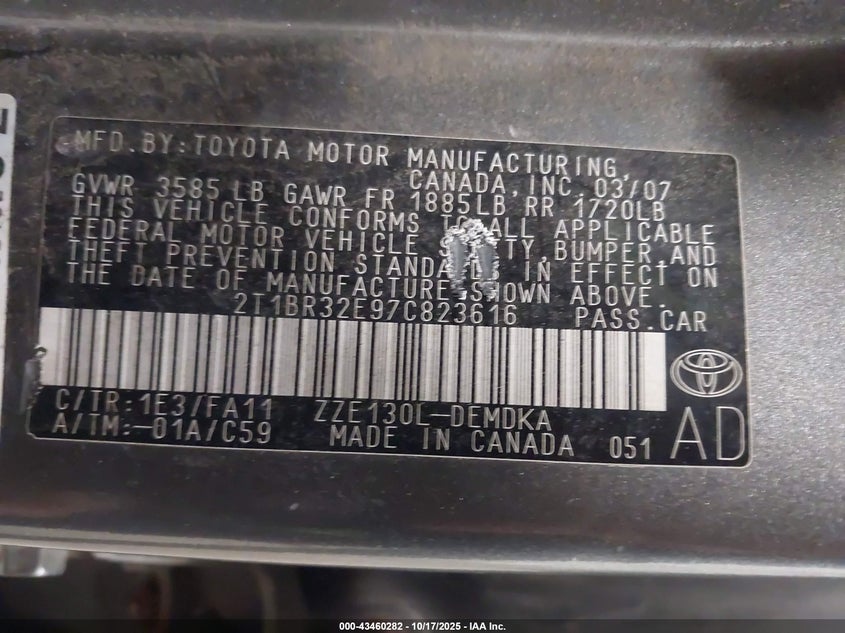 MFD.BY:TOYOTA MOTOR MANUFACTURING,
CANADA,INC. 03/07
GVWR 3585 LB GAWR FR 1885LB RR 1720LB
THIS VEHICLE CONFORMS TO ALL APPLICABLE
FEDERAL MOTOR VEHICLE TY,BUMPER,AND
THEFT PREVENTION IN EFFECT ON
THE DATE OF MANUFACTURE SHOWN ABOVE.
2T1BR32E97C823616 PASS.CAR
C/TR:1E3/FA11 ZZE130L-DEMDKA
A/TM:-01A/C59 MADE IN CANADA 051
AD
000-43460282 - 10/17/2025 - IAA Inc.